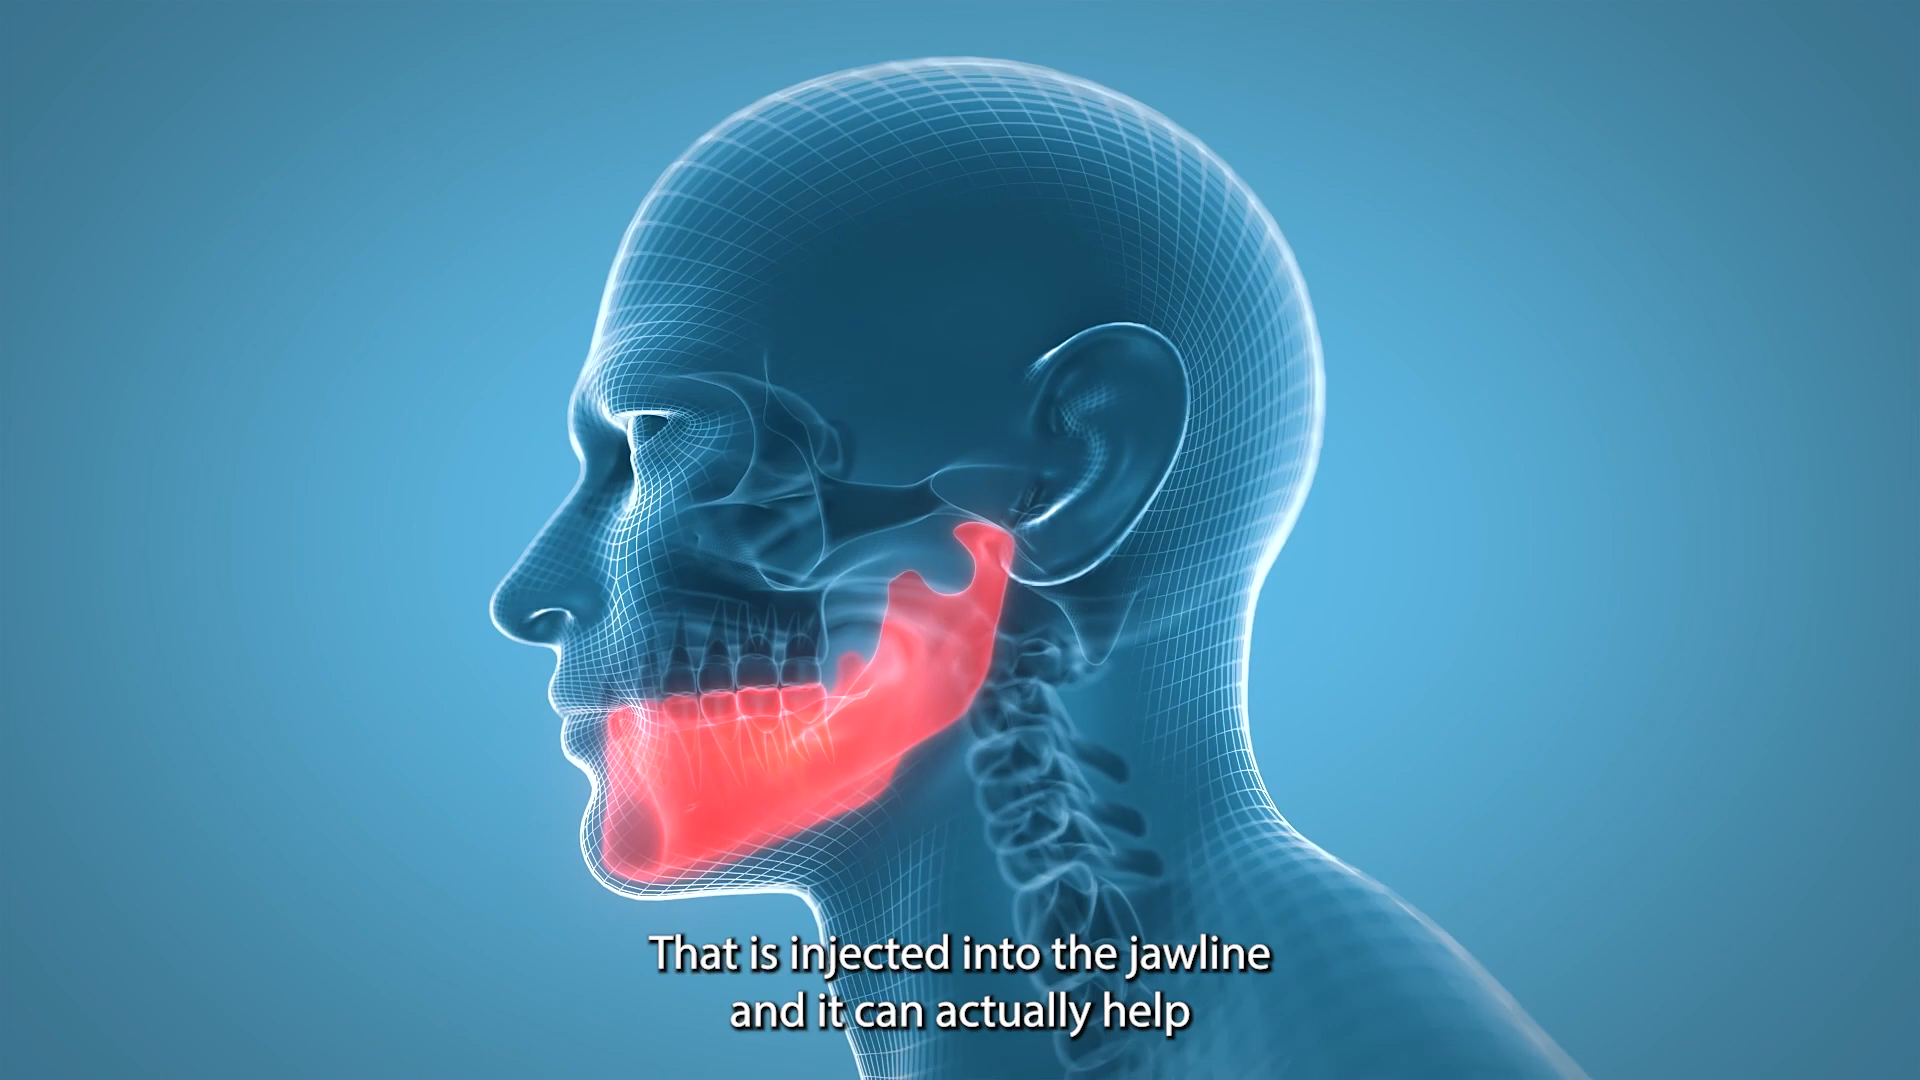 That is injected into the jawline
and it can actually help